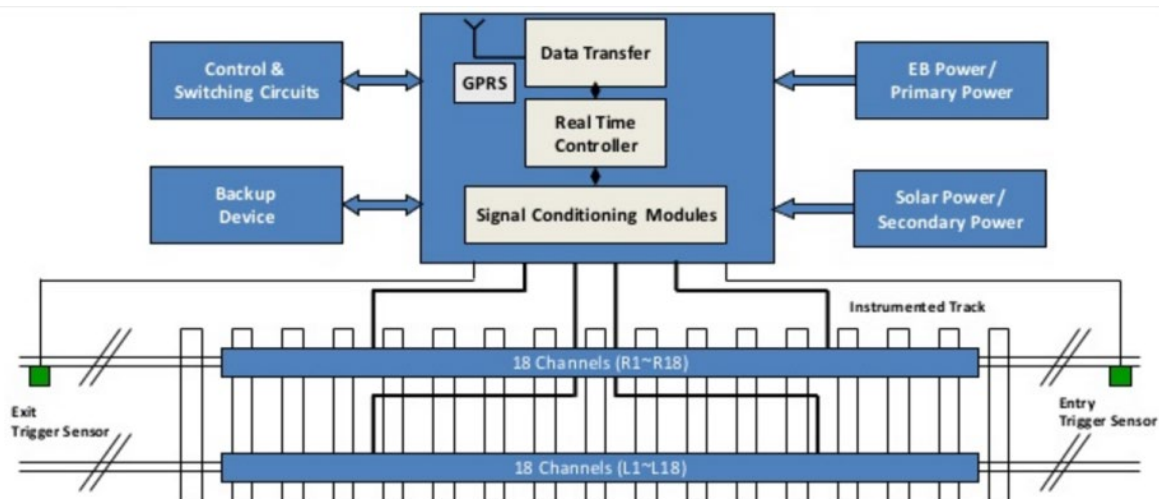 Control &
Switching Circuits
Backup
Device
GPRS
Data Transfer
Real Time
Controller
Signal Conditioning Modules
EB Power/
Primary Power
Solar Power/
Secondary Power
Instrumented Track
18 Channels (R1~R18)
Exit
Trigger Sensor
Entry
Trigger Sensor
18 Channels (L1~L18)